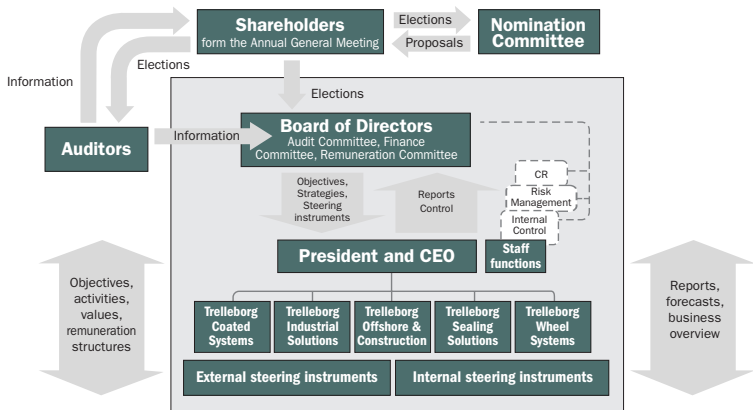 Shareholders
form the Annual General Meeting
Elections
Proposals
Nomination
Committee
Information
Elections
Elections
Auditors
Information
Board of Directors
Audit Committee, Finance
Committee, Remuneration Committee
Objectives,
Strategies,
Steering
instruments
Reports
Control
CR
Risk
Management
Internal
Control
President and CEO
Staff
functions
Objectives,
activities,
values,
remuneration
structures
Reports,
forecasts,
business
overview
Trelleborg
Coated
Systems
Trelleborg
Industrial
Solutions
Trelleborg
Offshore &
Construction
Trelleborg
Sealing
Solutions
Trelleborg
Wheel
Systems
External steering instruments
Internal steering instruments